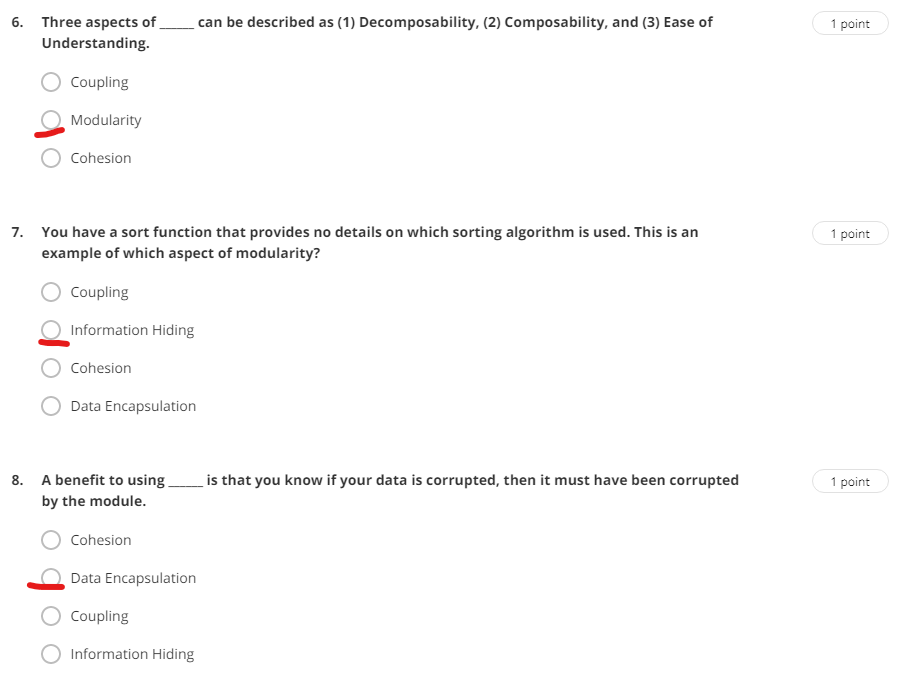 6. Three aspects of _____ can be described as (1) Decomposability, (2) Composability, and (3) Ease of 1 point
Understanding.
Coupling
Modularity
Cohesion
7. You have a sort function that provides no details on which sorting algorithm is used. This is an 1 point
example of which aspect of modularity?
Coupling
Information Hiding
Cohesion
Data Encapsulation
8. A benefit to using _____ is that you know if your data is corrupted, then it must have been corrupted 1 point
by the module.
Cohesion
Data Encapsulation
Coupling
Information Hiding